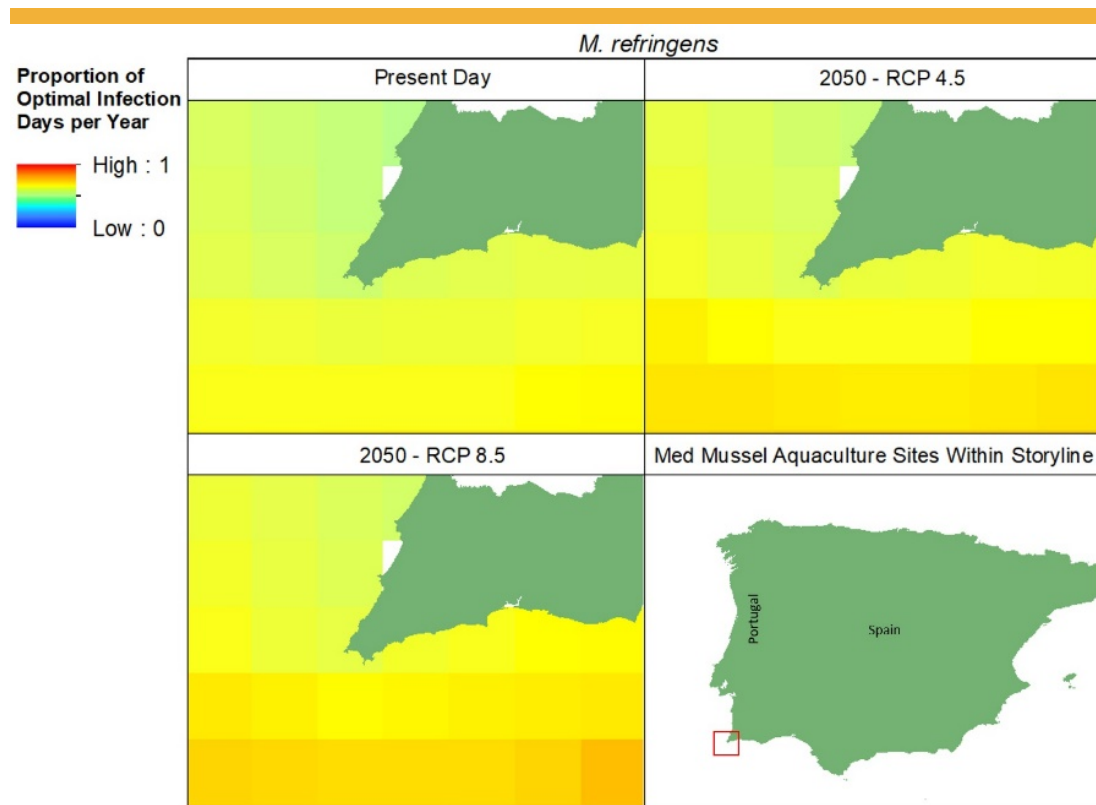 M. refringens
Proportion of
Optimal Infection
Days per Year
High : 1
Low : 0
Present Day
2050 - RCP 4.5
2050 - RCP 8.5
Med Mussel Aquaculture Sites Within Storyline
Portugal
Spain